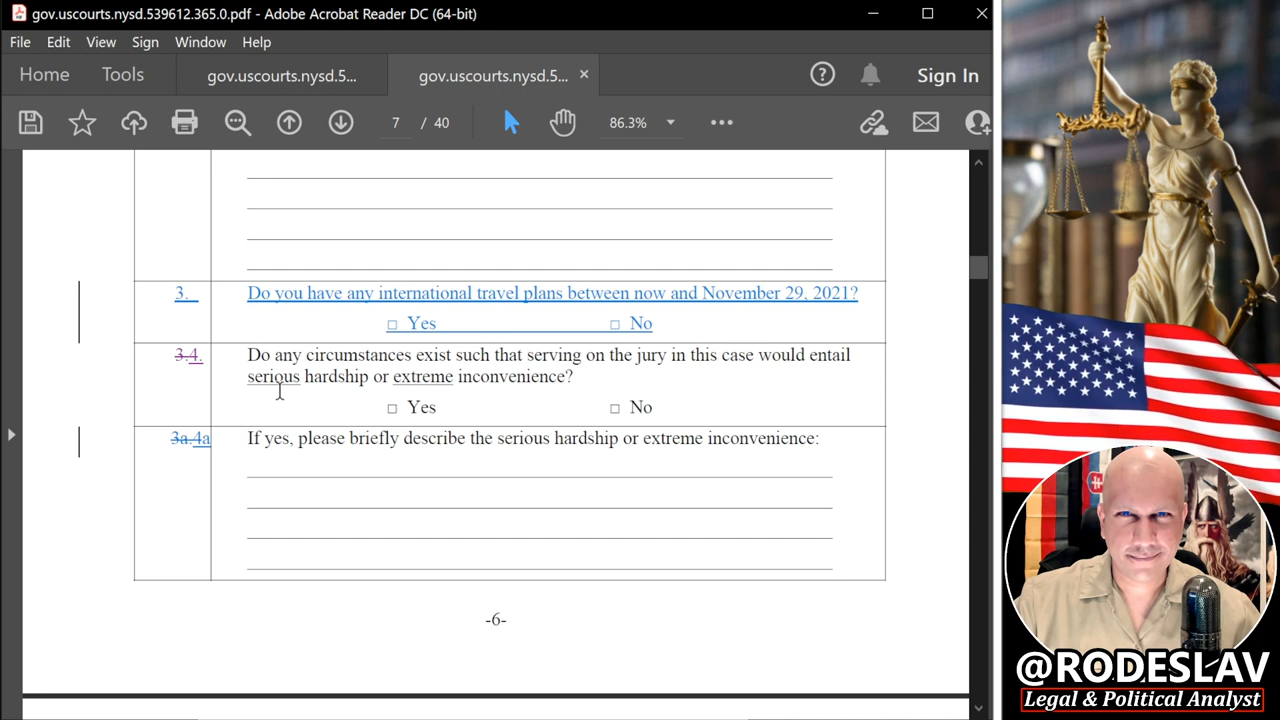 gov.uscourts.nysd.539612.365.0.pdf - Adobe Acrobat Reader DC (64-bit)
File Edit View Sign Window Help
Home Tools gov.uscourts.nysd.5... gov.uscourts.nysd.5... × ? Sign In
7 / 40 86.3%
3. Do you have any international travel plans between now and November 29, 2021?
□ Yes □ No
3.4. Do any circumstances exist such that serving on the jury in this case would entail
serious hardship or extreme inconvenience?
□ Yes □ No
3a.4a If yes, please briefly describe the serious hardship or extreme inconvenience:
-6-
@RODESLAV
Legal & Political Analyst